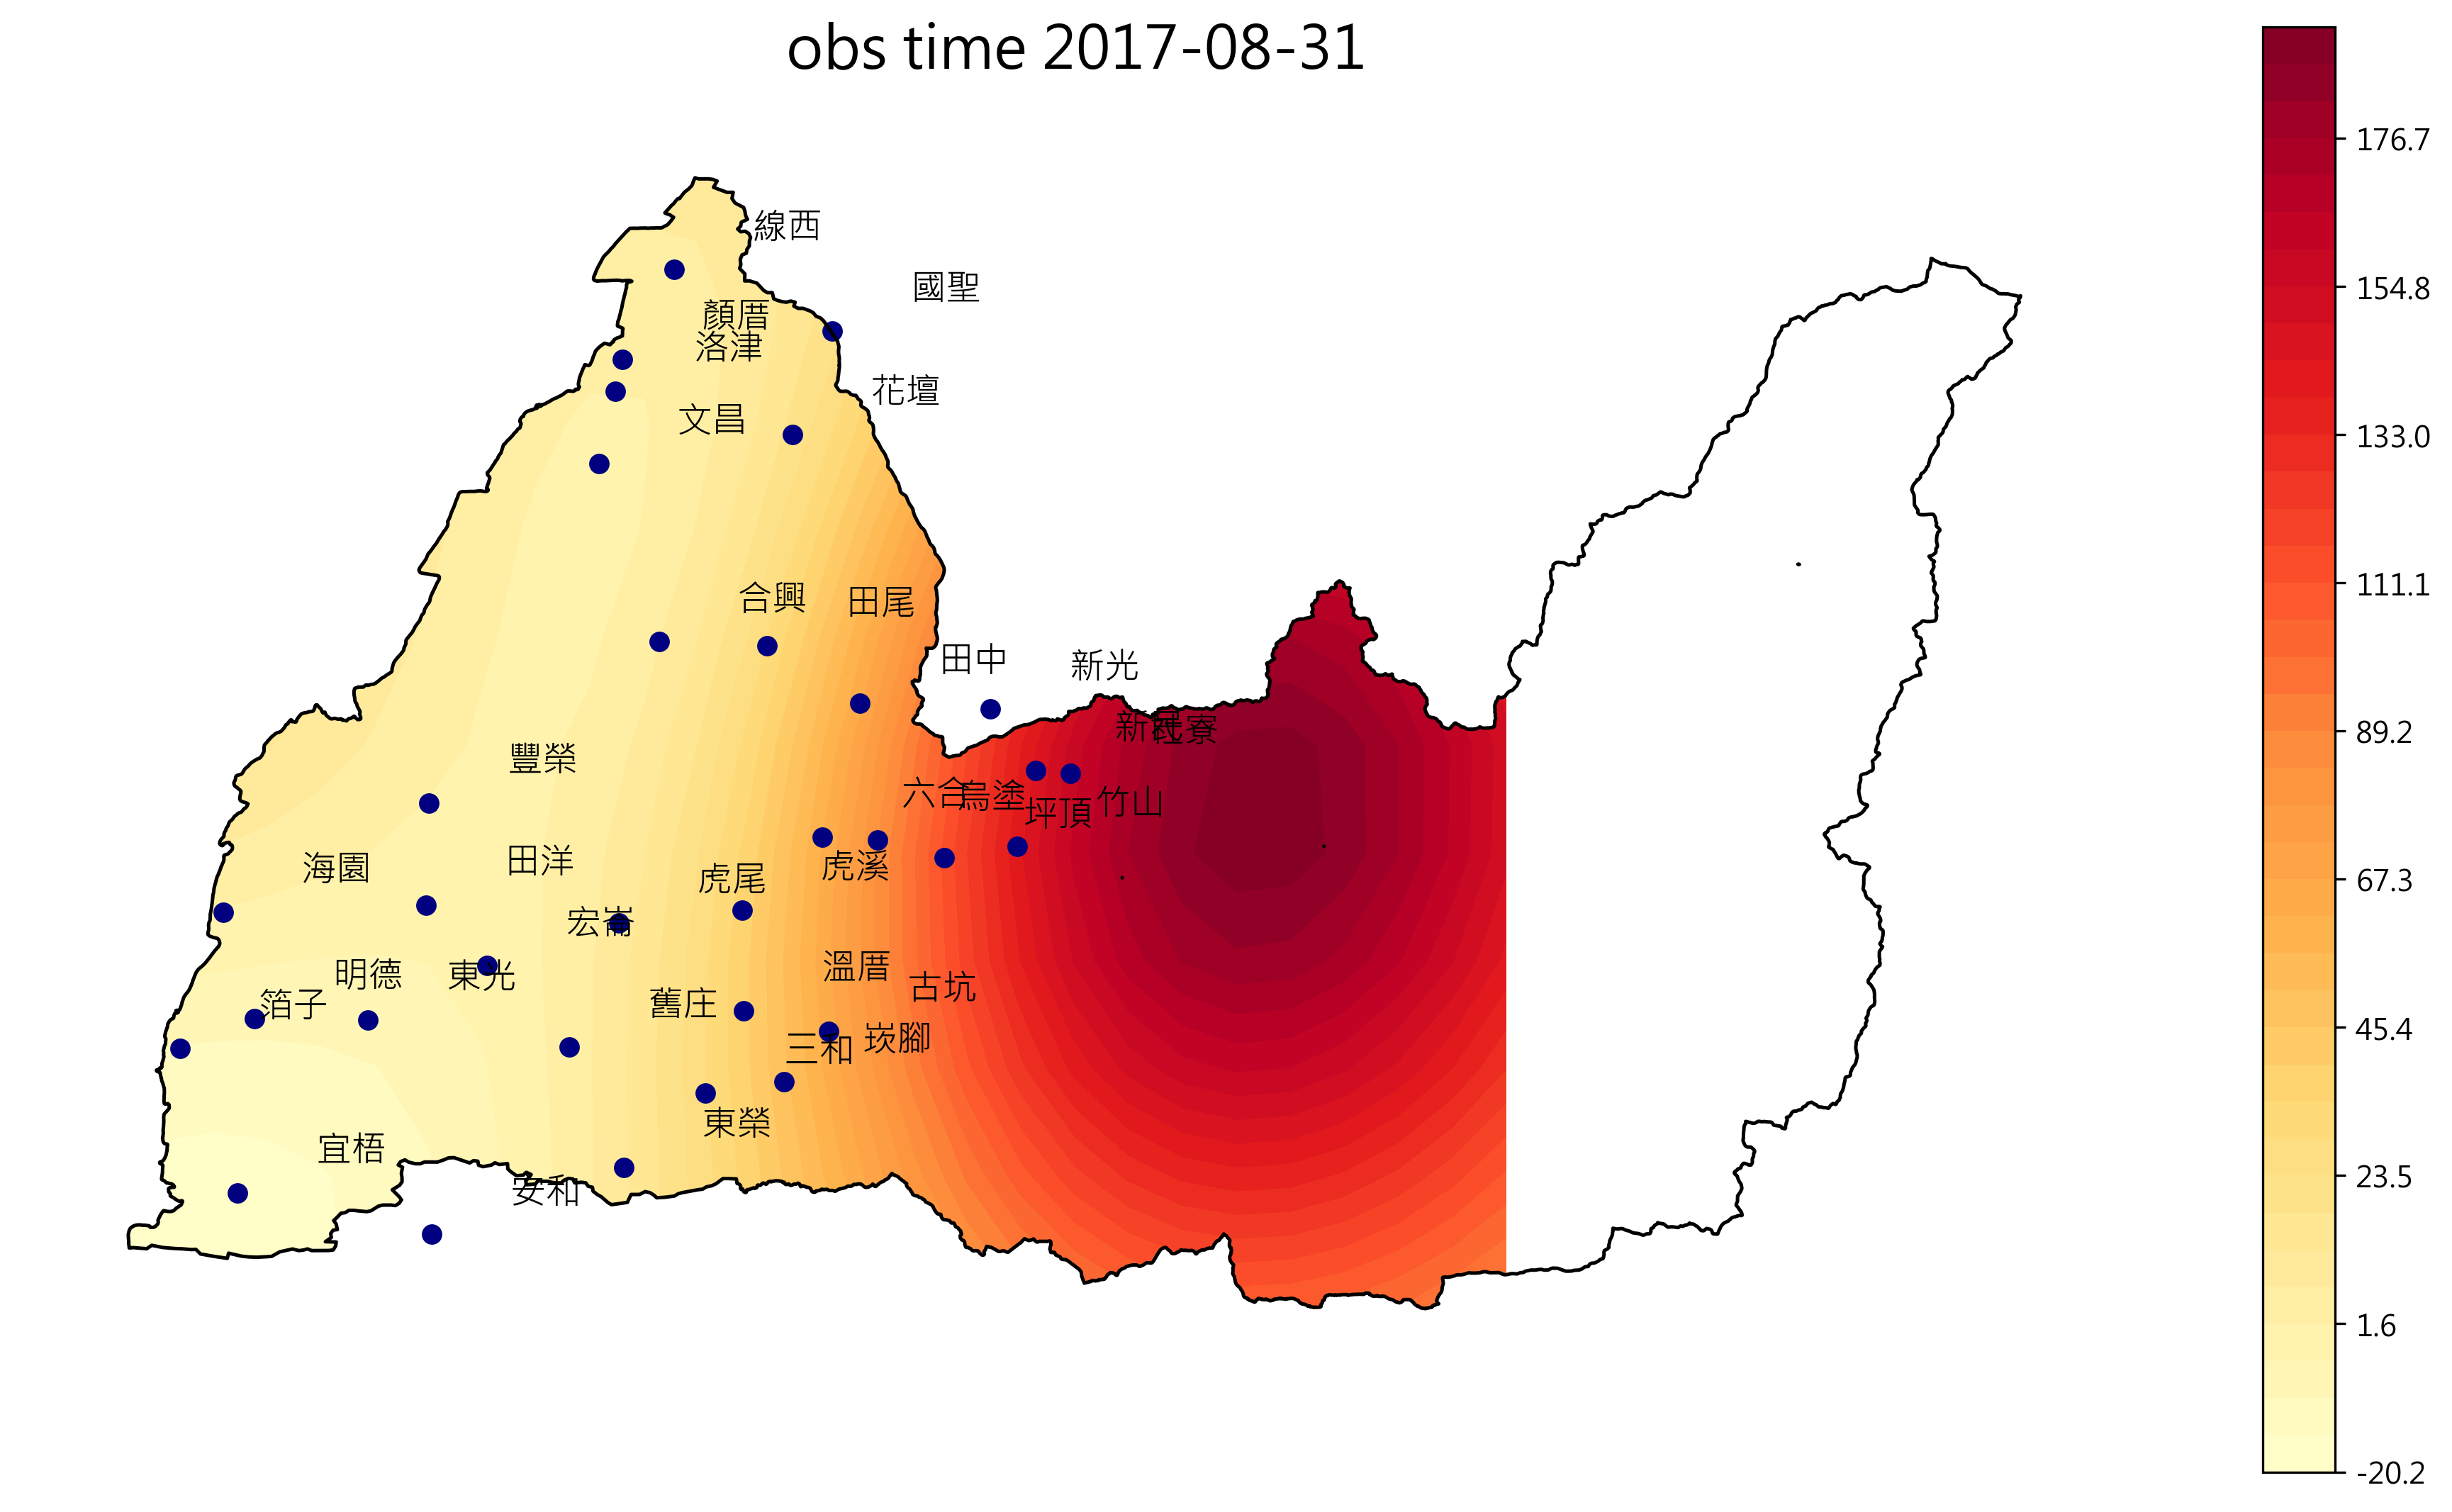 obs time 2017-08-31
線西
國聖
顏厝
洛津
花壇
文昌
合興
田尾
田中
新光
新民
社寮
豐榮
六合
烏塗
坪頂
竹山
海園
田洋
虎尾
虎溪
宏崙
明德
東光
溫厝
古坑
箔子
舊庄
三和
崁腳
東榮
宜梧
安和
176.7
154.8
133.0
111.1
89.2
67.3
45.4
23.5
1.6
-20.2